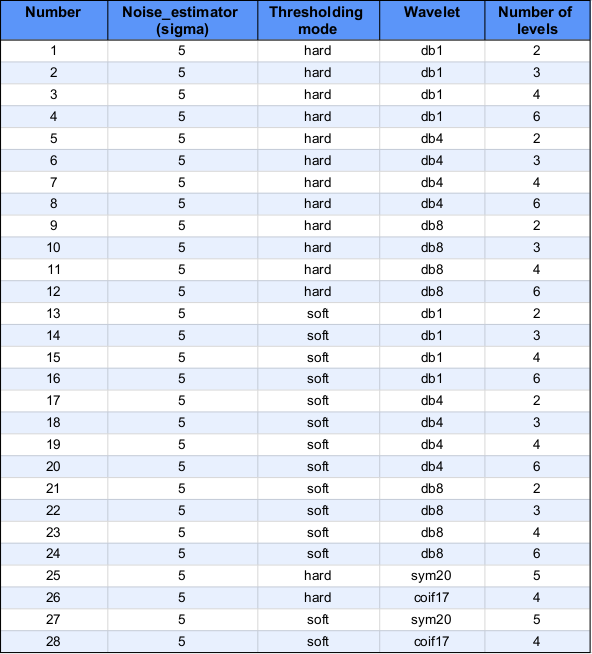 Number Noise_estimator (sigma) Thresholding mode Wavelet Number of levels
1 5 hard db1 2
2 5 hard db1 3
3 5 hard db1 4
4 5 hard db1 6
5 5 hard db4 2
6 5 hard db4 3
7 5 hard db4 4
8 5 hard db4 6
9 5 hard db8 2
10 5 hard db8 3
11 5 hard db8 4
12 5 hard db8 6
13 5 soft db1 2
14 5 soft db1 3
15 5 soft db1 4
16 5 soft db1 6
17 5 soft db4 2
18 5 soft db4 3
19 5 soft db4 4
20 5 soft db4 6
21 5 soft db8 2
22 5 soft db8 3
23 5 soft db8 4
24 5 soft db8 6
25 5 hard sym20 5
26 5 hard coif17 4
27 5 soft sym20 5
28 5 soft coif17 4